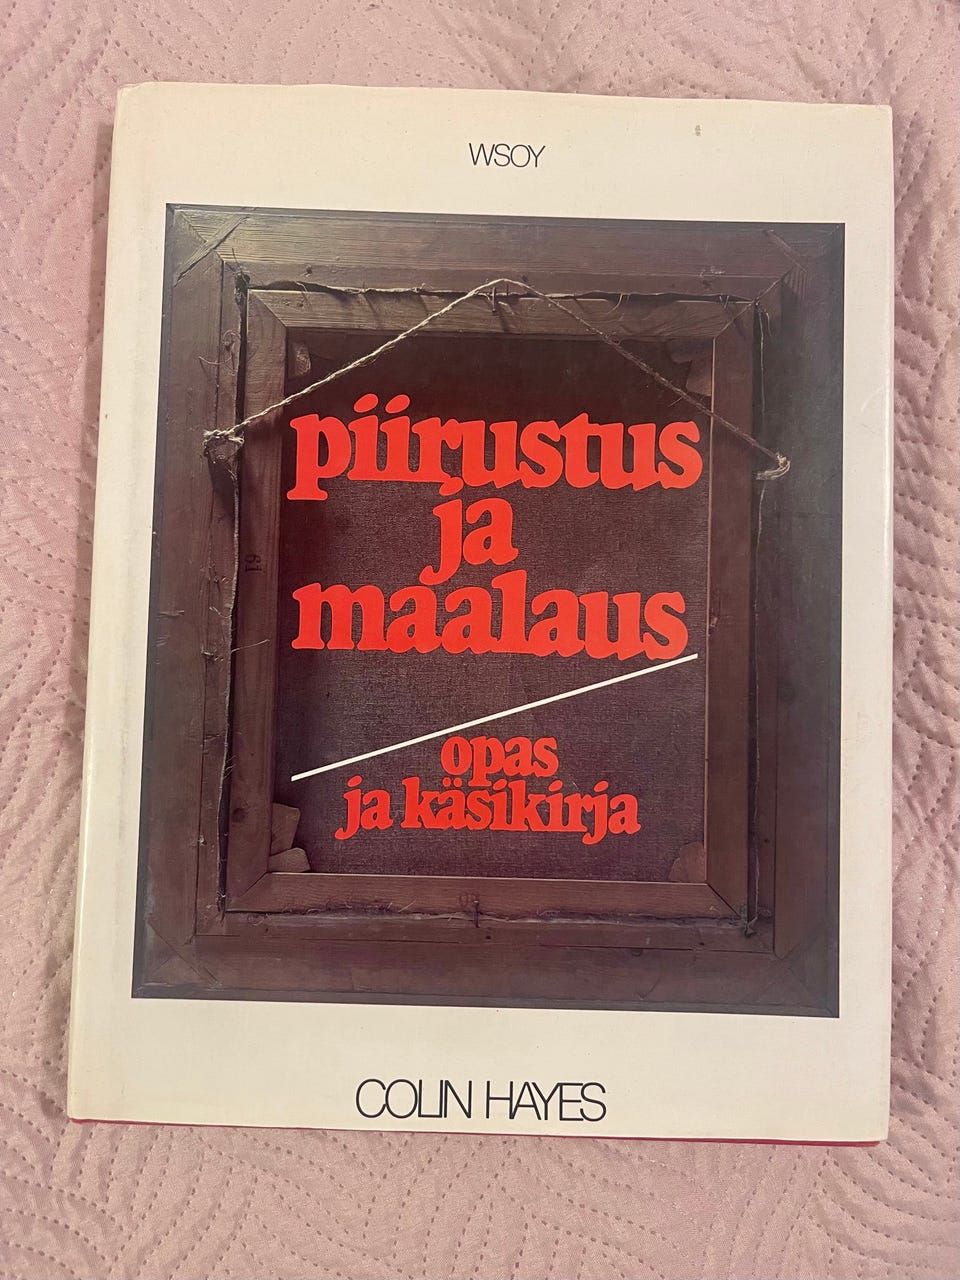 WSOY
piirustus
ja
maalaus
opas
ja käsikirja
COLIN HAYES